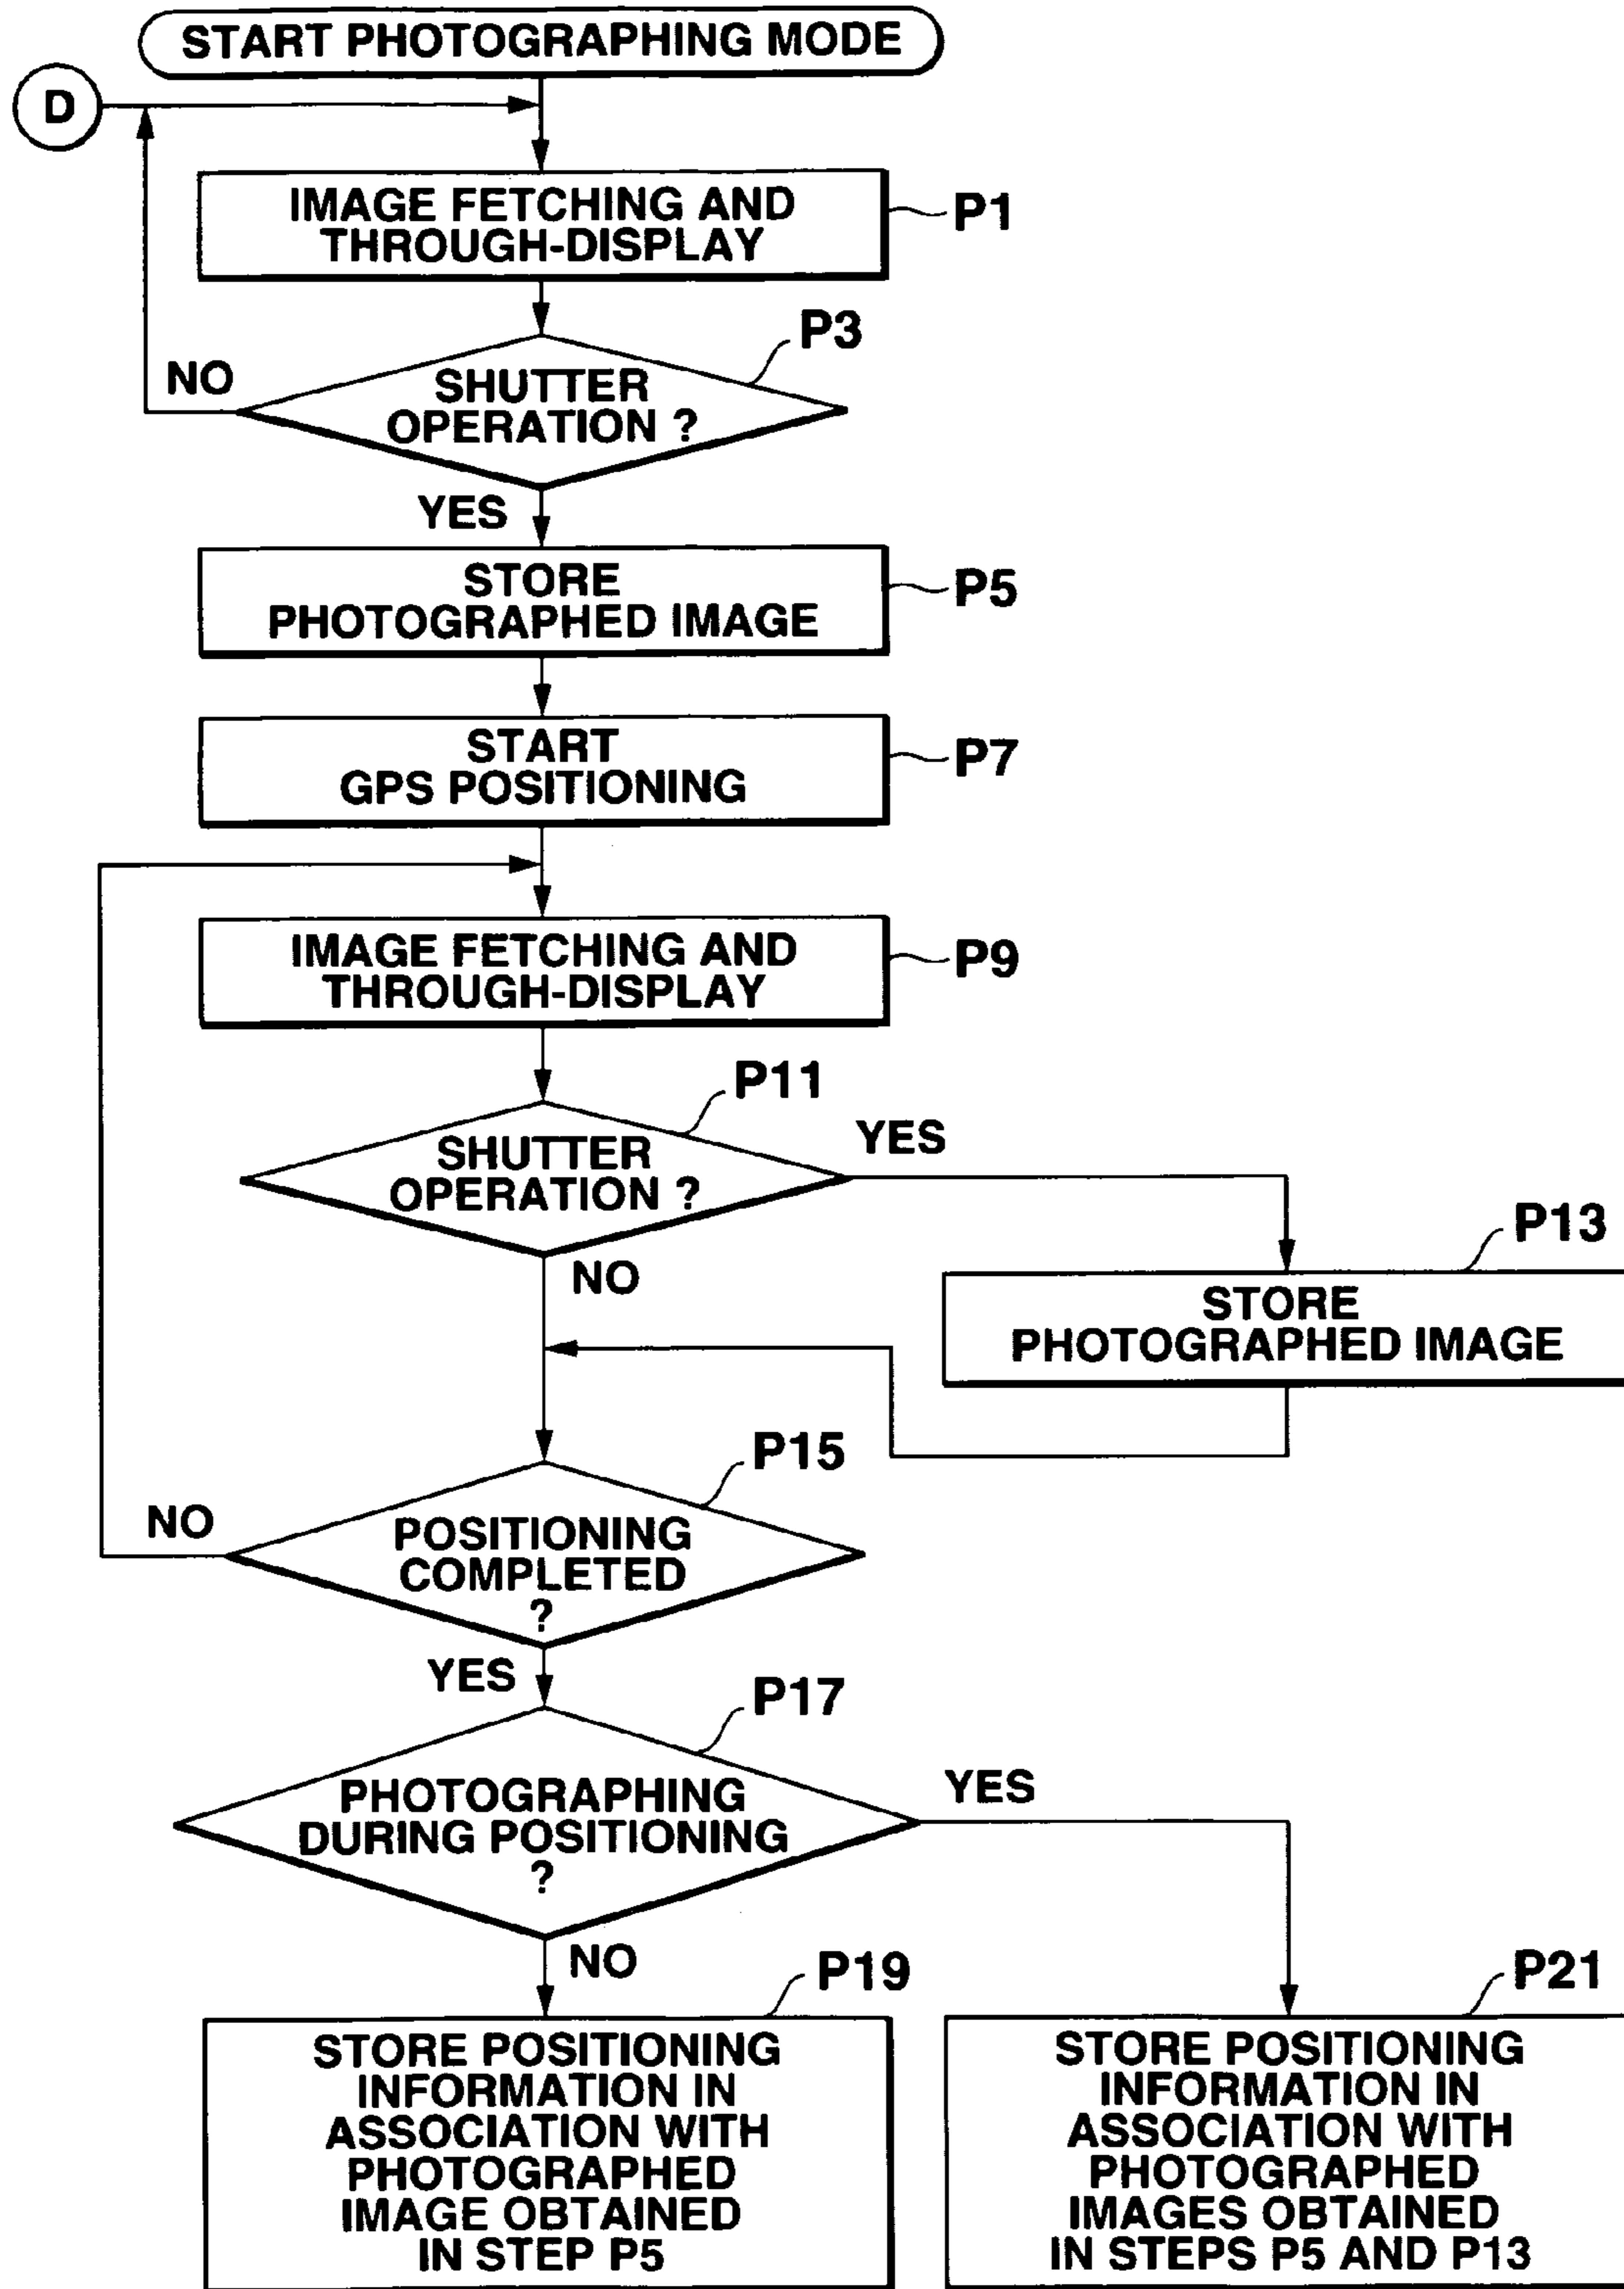 START PHOTOGRAPHING MODE
D
IMAGE FETCHING AND
THROUGH-DISPLAY
P1
P3
NO
SHUTTER
OPERATION ?
YES
STORE
PHOTOGRAPHED IMAGE
P5
START
GPS POSITIONING
P7
IMAGE FETCHING AND
THROUGH-DISPLAY
P9
P11
SHUTTER
OPERATION ?
YES
NO
P13
STORE
PHOTOGRAPHED IMAGE
P15
NO
POSITIONING
COMPLETED
?
YES
P17
PHOTOGRAPHING
DURING POSITIONING
?
YES
NO
P19
STORE POSITIONING
INFORMATION IN
ASSOCIATION WITH
PHOTOGRAPHED
IMAGE OBTAINED
IN STEP P5
P21
STORE POSITIONING
INFORMATION IN
ASSOCIATION WITH
PHOTOGRAPHED
IMAGES OBTAINED
IN STEPS P5 AND P13